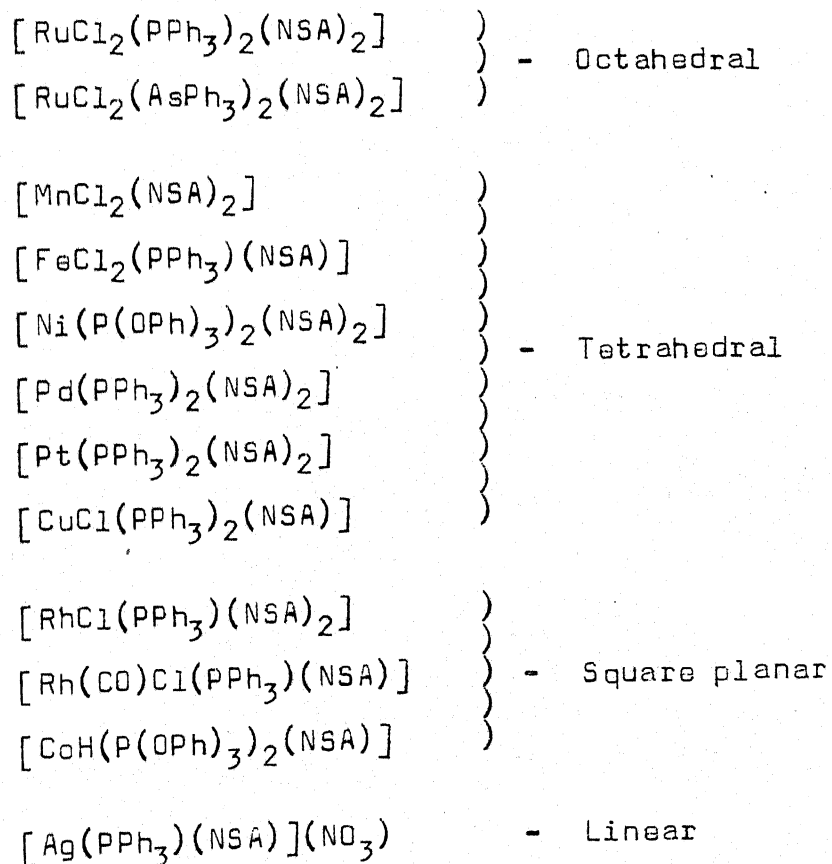 [RuCl2(PPh3)2(NSA)2] )
) - Octahedral
[RuCl2(AsPh3)2(NSA)2] )
[MnCl2(NSA)2] )
[FeCl2(PPh3)(NSA)] )
[Ni(P(OPh)3)2(NSA)2] )
) - Tetrahedral
[Pd(PPh3)2(NSA)2] )
[Pt(PPh3)2(NSA)2] )
[CuCl(PPh3)2(NSA)] )
[RhCl(PPh3)(NSA)2] )
[Rh(CO)Cl(PPh3)(NSA)] ) - Square planar
[CoH(P(OPh)3)2(NSA)] )
[Ag(PPh3)(NSA)](NO3) - Linear